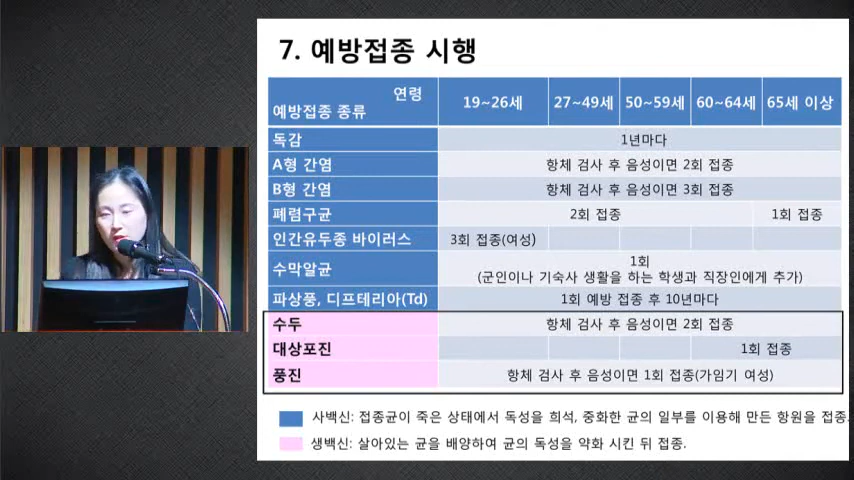 7. 예방접종 시행
연령
예방접종 종류
19~26세 27~49세 50~59세 60~64세 65세 이상
독감 1년마다
A형 간염 항체 검사 후 음성이면 2회 접종
B형 간염 항체 검사 후 음성이면 3회 접종
폐렴구균 2회 접종 1회 접종
인간유두종 바이러스 3회 접종(여성)
수막알균 1회
(군인이나 기숙사 생활을 하는 학생과 직장인에게 추가)
파상풍, 디프테리아(Td) 1회 예방 접종 후 10년마다
수두 항체 검사 후 음성이면 2회 접종
대상포진 1회 접종
풍진 항체 검사 후 음성이면 1회 접종(가임기 여성)
사백신: 접종균이 죽은 상태에서 독성을 희석, 중화한 균의 일부를 이용해 만든 항원을 접종.
생백신: 살아있는 균을 배양하여 균의 독성을 약화 시킨 뒤 접종.